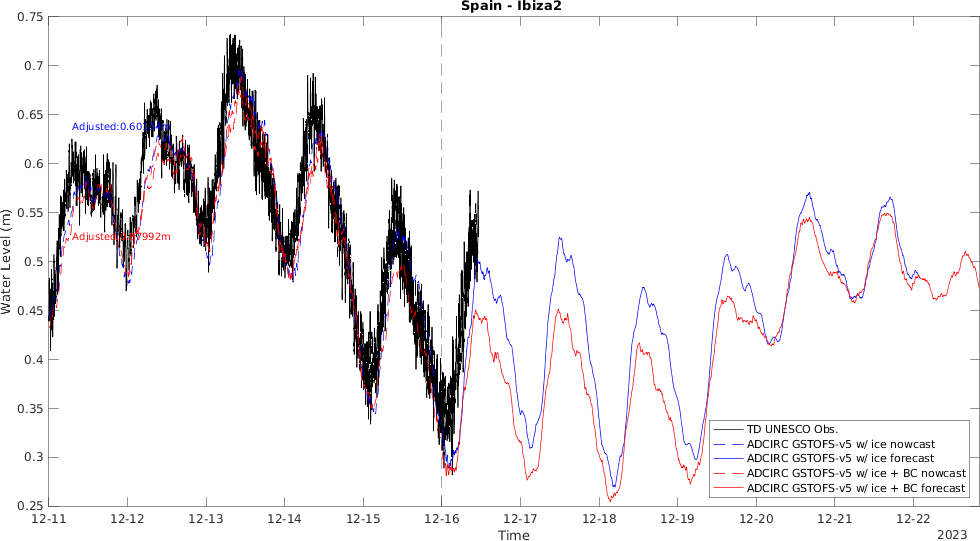 Spain - Ibiza2
Water Level (m)
0.75
0.7
0.65
0.6
0.55
0.5
0.45
0.4
0.35
0.3
0.25
Adjusted:0.60
Adjusted: 7992m
TD UNESCO Obs.
ADCIRC GSTOFS-v5 w/ ice nowcast
ADCIRC GSTOFS-v5 w/ ice forecast
ADCIRC GSTOFS-v5 w/ ice + BC nowcast
ADCIRC GSTOFS-v5 w/ ice + BC forecast
12-11 12-12 12-13 12-14 12-15 12-16 12-17 12-18 12-19 12-20 12-21 12-22
Time
2023